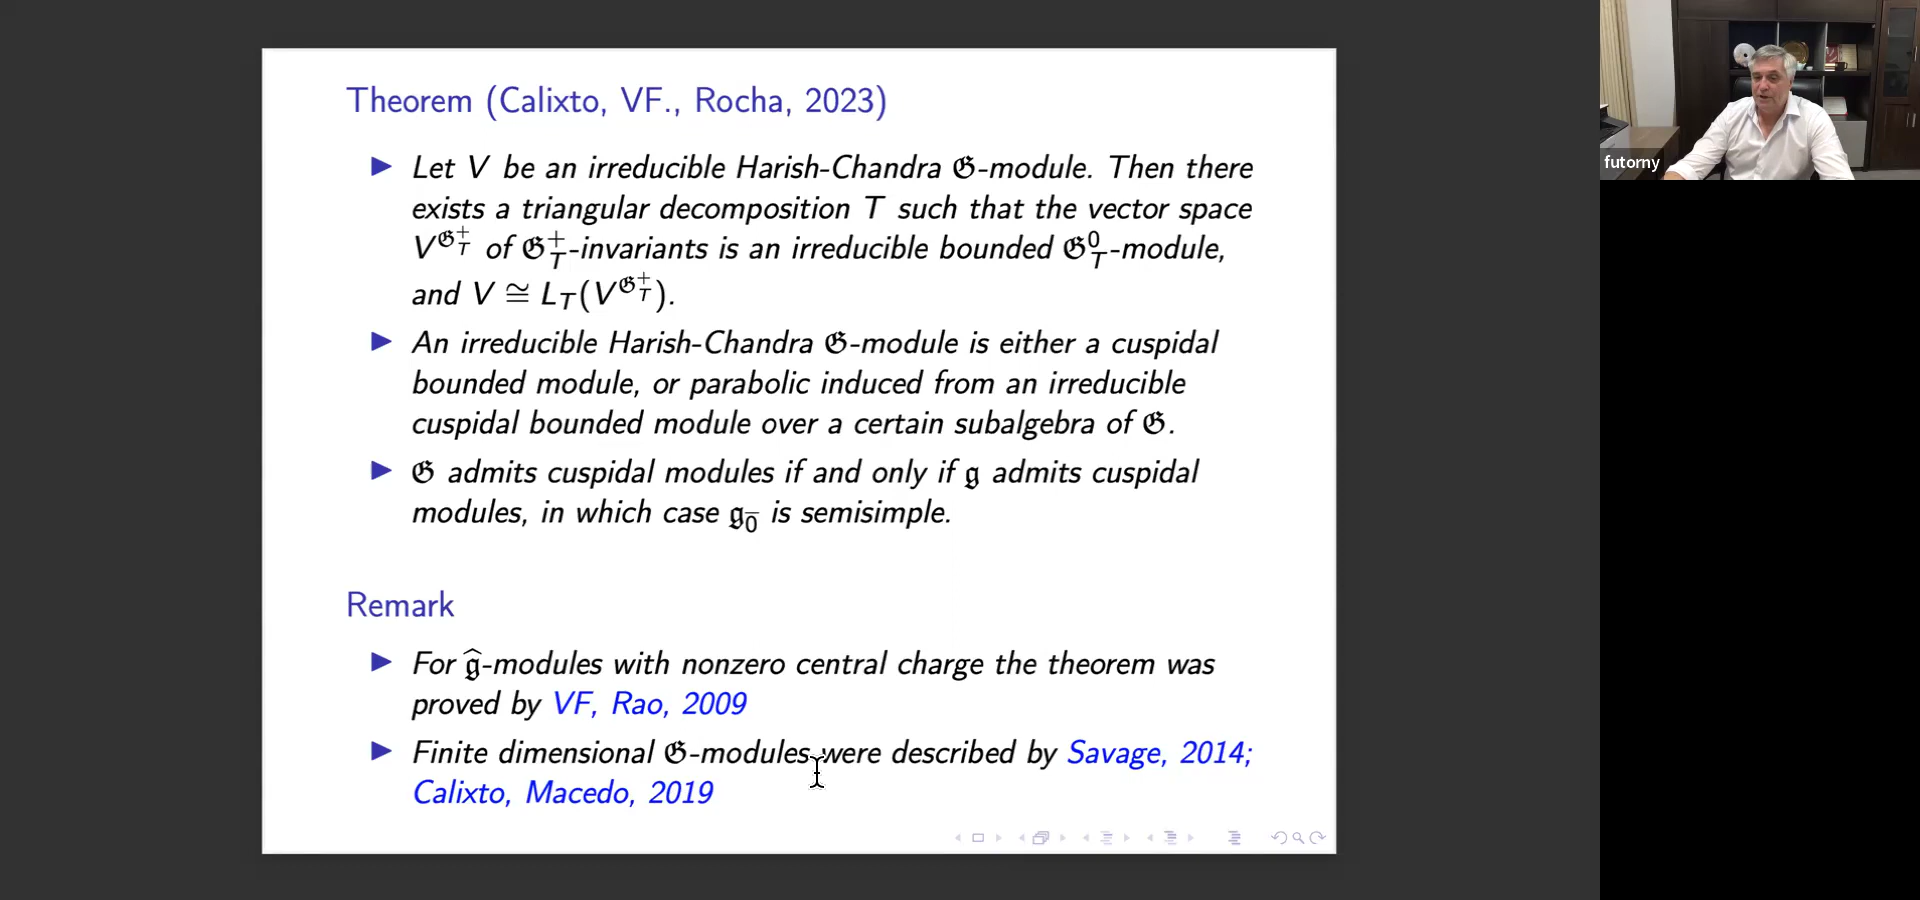 Theorem (Calixto, VF., Rocha, 2023)
▶ Let V be an irreducible Harish-Chandra 𝔊-module. Then there
exists a triangular decomposition T such that the vector space
V^{𝔊_T^+} of 𝔊_T^+-invariants is an irreducible bounded 𝔊_T^0-module,
and V ≅ L_T(V^{𝔊_T^+}).
▶ An irreducible Harish-Chandra 𝔊-module is either a cuspidal
bounded module, or parabolic induced from an irreducible
cuspidal bounded module over a certain subalgebra of 𝔊.
▶ 𝔊 admits cuspidal modules if and only if 𝔤 admits cuspidal
modules, in which case 𝔤_{\bar{0}} is semisimple.
Remark
▶ For \hat{𝔤}-modules with nonzero central charge the theorem was
proved by VF, Rao, 2009
▶ Finite dimensional 𝔊-modules were described by Savage, 2014;
Calixto, Macedo, 2019
futorny